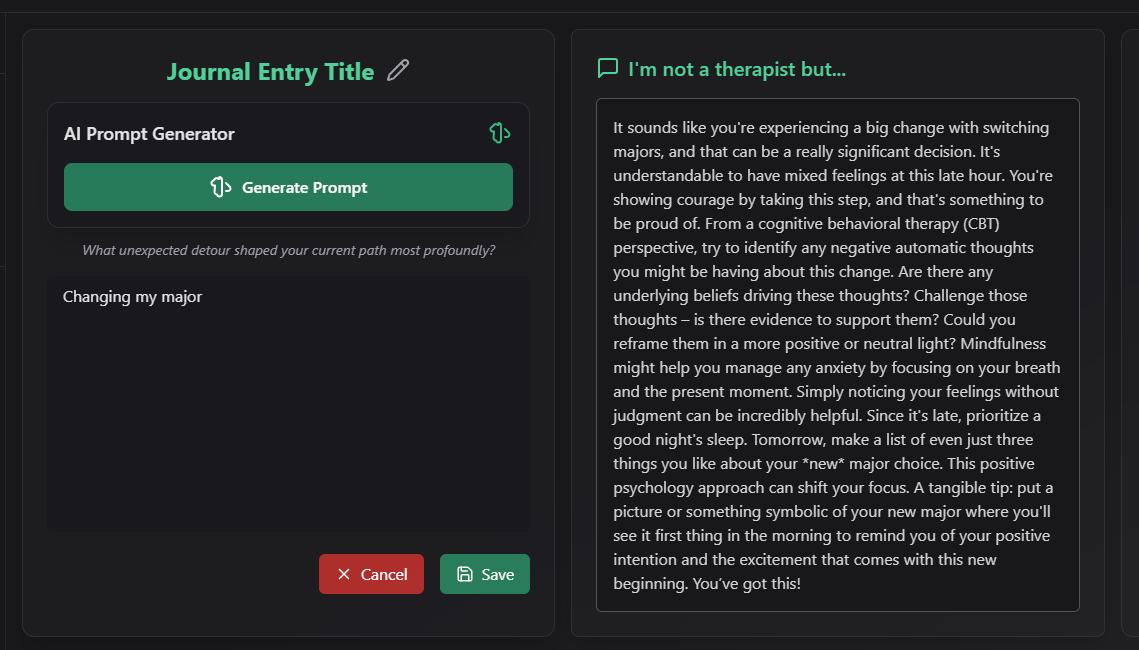 Journal Entry Title
AI Prompt Generator
Generate Prompt
What unexpected detour shaped your current path most profoundly?
Changing my major
Cancel
Save
I'm not a therapist but...
It sounds like you're experiencing a big change with switching
majors, and that can be a really significant decision. It's
understandable to have mixed feelings at this late hour. You're
showing courage by taking this step, and that's something to
be proud of. From a cognitive behavioral therapy (CBT)
perspective, try to identify any negative automatic thoughts
you might be having about this change. Are there any
underlying beliefs driving these thoughts? Challenge those
thoughts – is there evidence to support them? Could you
reframe them in a more positive or neutral light? Mindfulness
might help you manage any anxiety by focusing on your breath
and the present moment. Simply noticing your feelings without
judgment can be incredibly helpful. Since it's late, prioritize a
good night's sleep. Tomorrow, make a list of even just three
things you like about your *new* major choice. This positive
psychology approach can shift your focus. A tangible tip: put a
picture or something symbolic of your new major where you'll
see it first thing in the morning to remind you of your positive
intention and the excitement that comes with this new
beginning. You've got this!